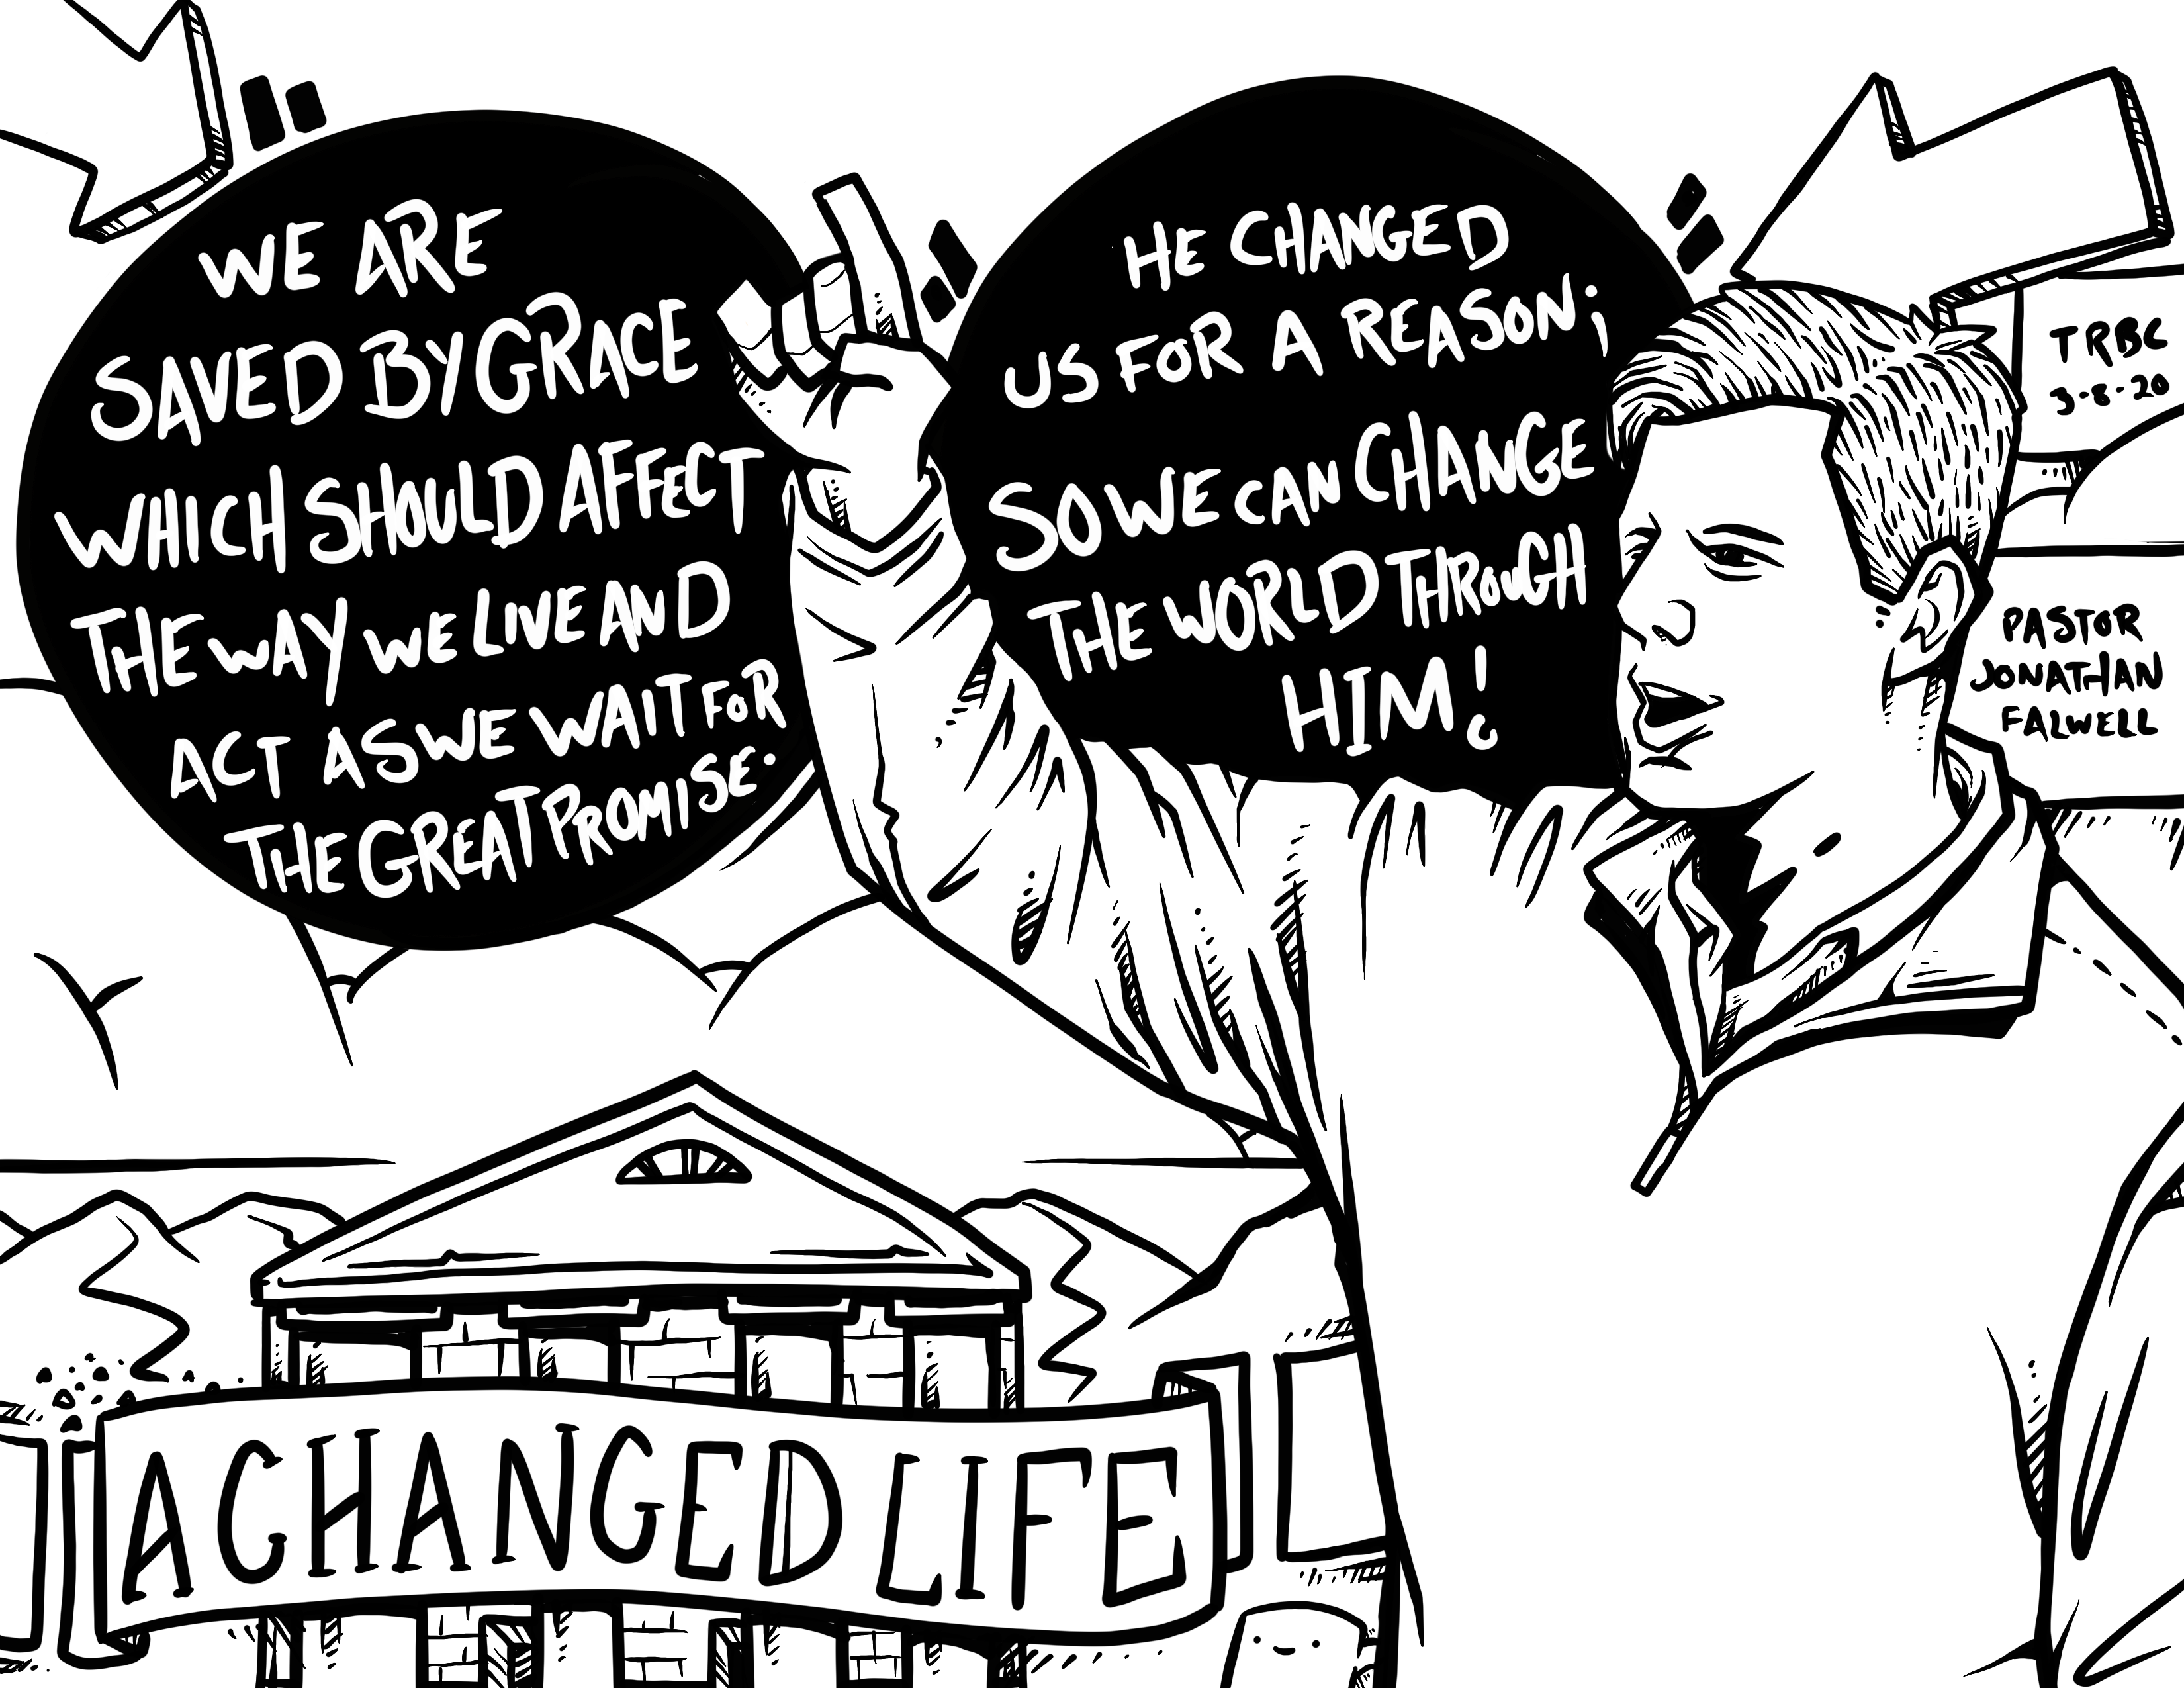 WE ARE
SAVED BY GRACE
WHICH SHOULD AFFECT
THE WAY WE LIVE AND
ACT AS WE WAIT FOR
THE GREAT PROMISE.
HE CHANGED
US FOR A REASON;
SO WE CAN CHANGE
THE WORLD THROUGH
HIM!
TRBC
3-8-20
PASTOR
JONATHAN
FALWELL
A CHANGED LIFE